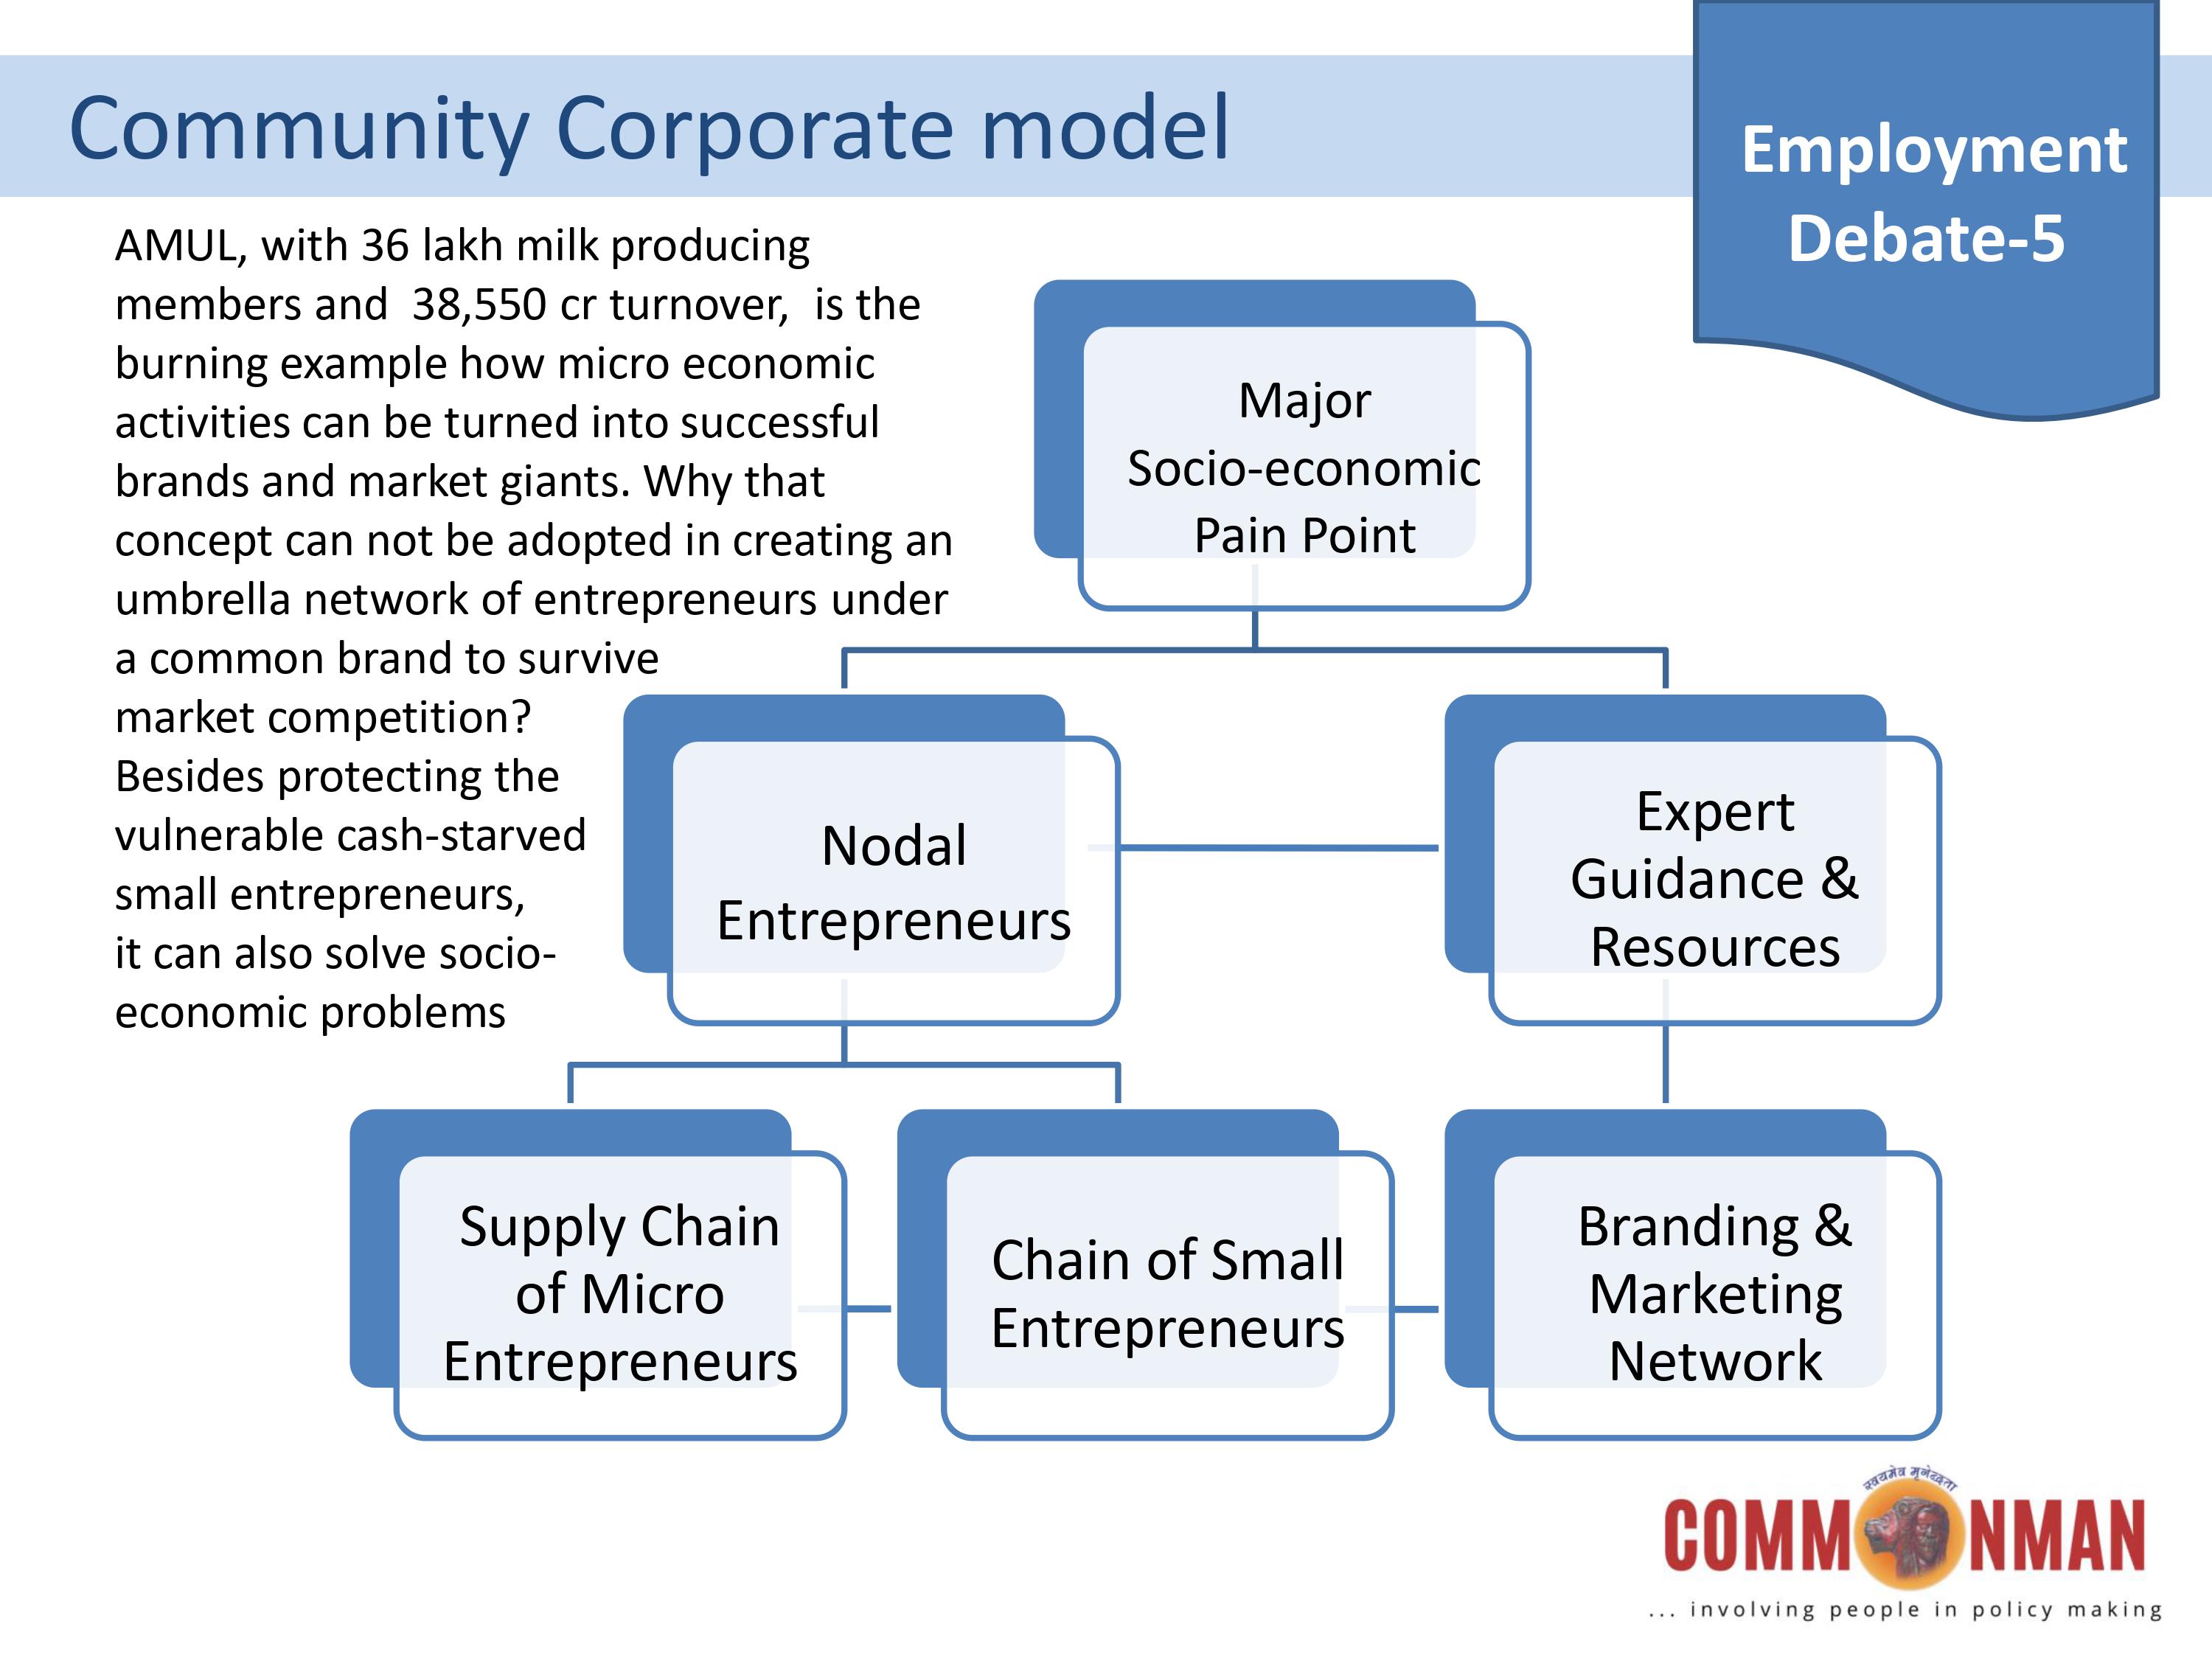 Community Corporate model
Employment
Debate-5
AMUL, with 36 lakh milk producing
members and  38,550 cr turnover,  is the
burning example how micro economic
activities can be turned into successful
brands and market giants. Why that
concept can not be adopted in creating an
umbrella network of entrepreneurs under
a common brand to survive
market competition?
Besides protecting the
vulnerable cash-starved
small entrepreneurs,
it can also solve socio-
economic problems
Major
Socio-economic
Pain Point
Nodal
Entrepreneurs
Expert
Guidance &
Resources
Supply Chain
of Micro
Entrepreneurs
Chain of Small
Entrepreneurs
Branding &
Marketing
Network
स्वयमेव मृगेन्द्रता
COMMONMAN
... involving people in policy making